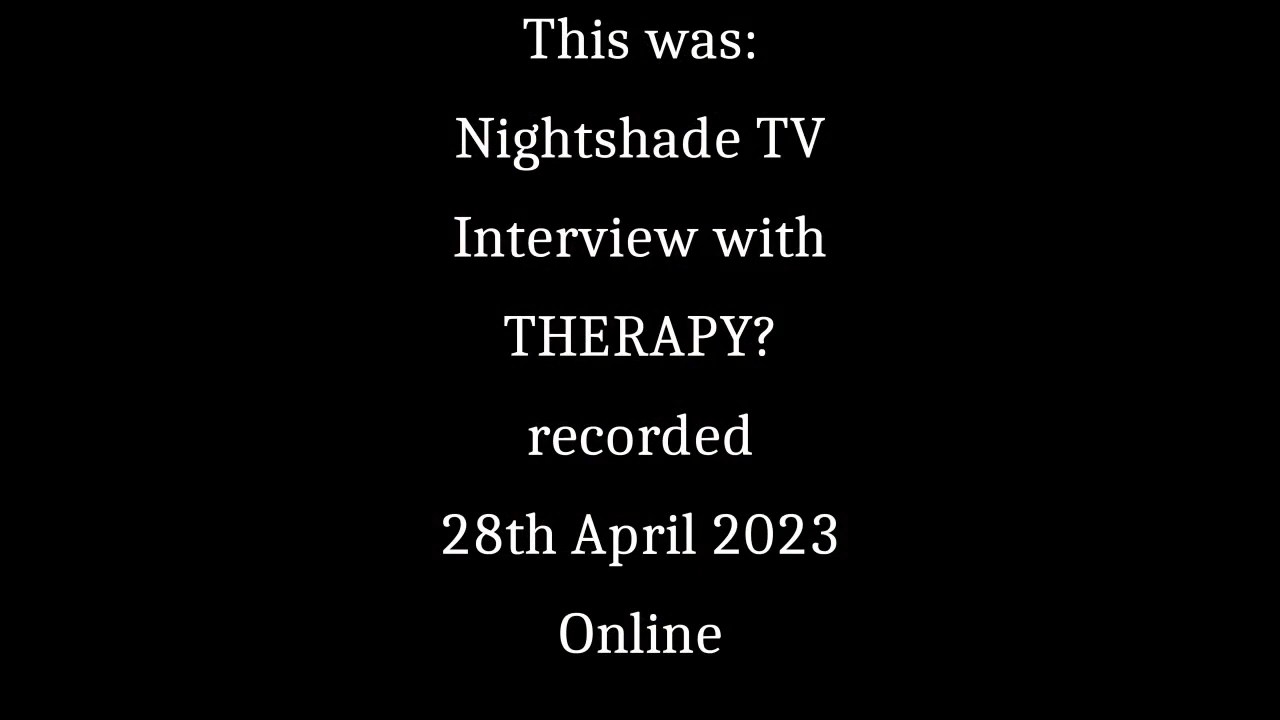 This was:
Nightshade TV
Interview with
THERAPY?
recorded
28th April 2023
Online